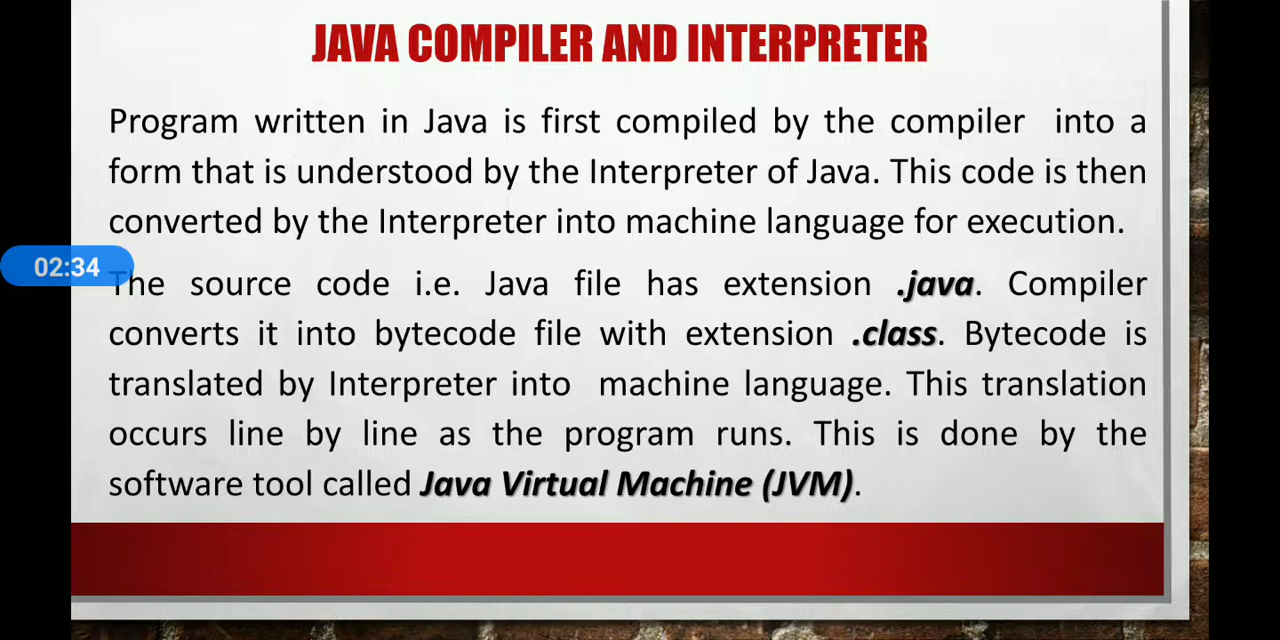 JAVA COMPILER AND INTERPRETER
Program written in Java is first compiled by the compiler into a
form that is understood by the Interpreter of Java. This code is then
converted by the Interpreter into machine language for execution.
02:34
The source code i.e. Java file has extension .java. Compiler
converts it into bytecode file with extension .class. Bytecode is
translated by Interpreter into machine language. This translation
occurs line by line as the program runs. This is done by the
software tool called Java Virtual Machine (JVM).